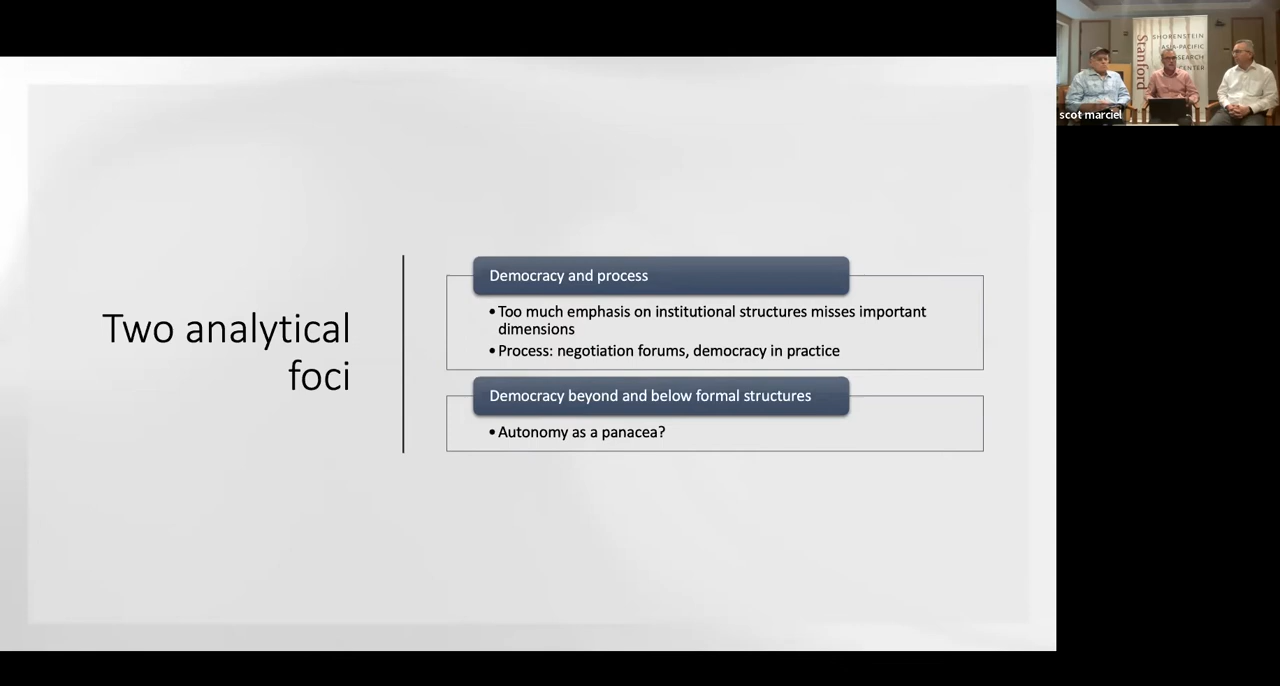 Two analytical
foci
Democracy and process
•Too much emphasis on institutional structures misses important
dimensions
•Process: negotiation forums, democracy in practice
Democracy beyond and below formal structures
•Autonomy as a panacea?
Stanford
SHORENSTEIN
ASIA-PACIFIC
RESEARCH
CENTER
scot marciel